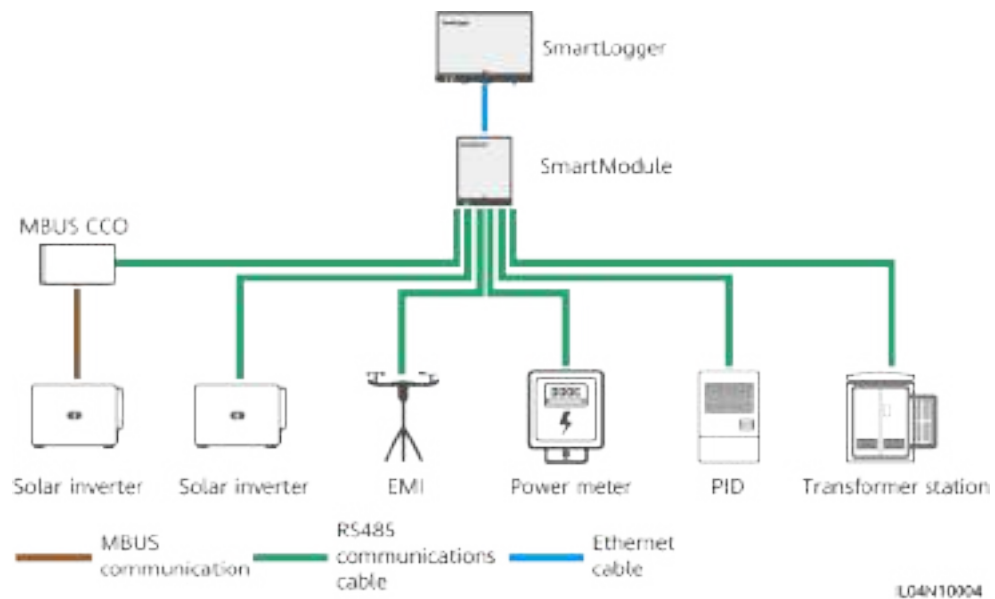 SmartLogger
SmartModule
MBUS CCO
Solar inverter
Solar inverter
EMI
Power meter
PID
Transformer station
MBUS
communication
RS485
communications
cable
Ethernet
cable
IL04N10004